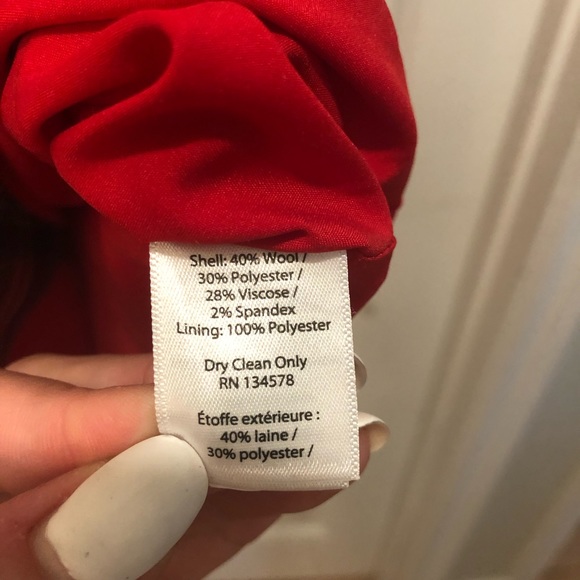 Shell: 40% Wool /
30% Polyester /
28% Viscose /
2% Spandex
Lining: 100% Polyester
Dry Clean Only
RN 134578
Étoffe extérieure :
40% laine /
30% polyester /